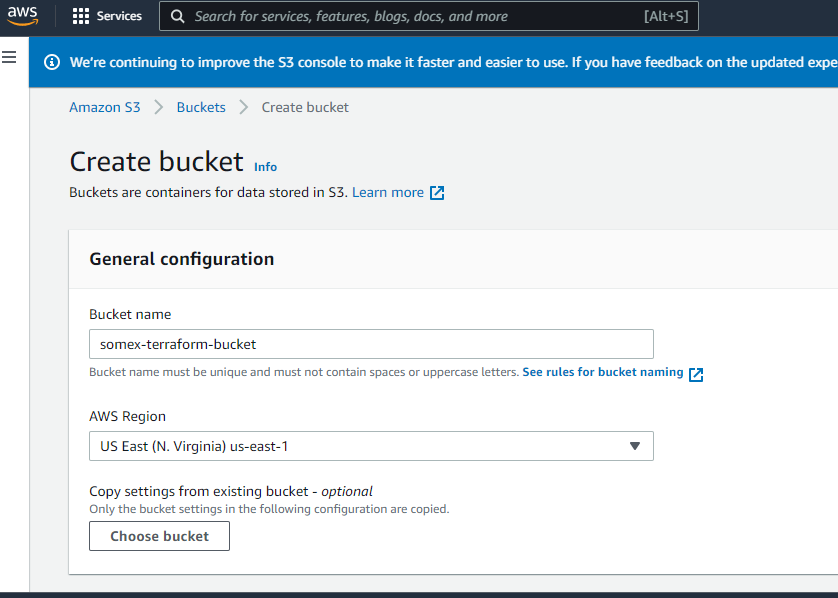 aws
Services
Search for services, features, blogs, docs, and more
[Alt+S]
We're continuing to improve the S3 console to make it faster and easier to use. If you have feedback on the updated
Amazon S3 > Buckets > Create bucket
Create bucket Info
Buckets are containers for data stored in S3. Learn more
General configuration
Bucket name
somex-terraform-bucket
Bucket name must be unique and must not contain spaces or uppercase letters. See rules for bucket naming
AWS Region
US East (N. Virginia) us-east-1
Copy settings from existing bucket - optional
Only the bucket settings in the following configuration are copied.
Choose bucket